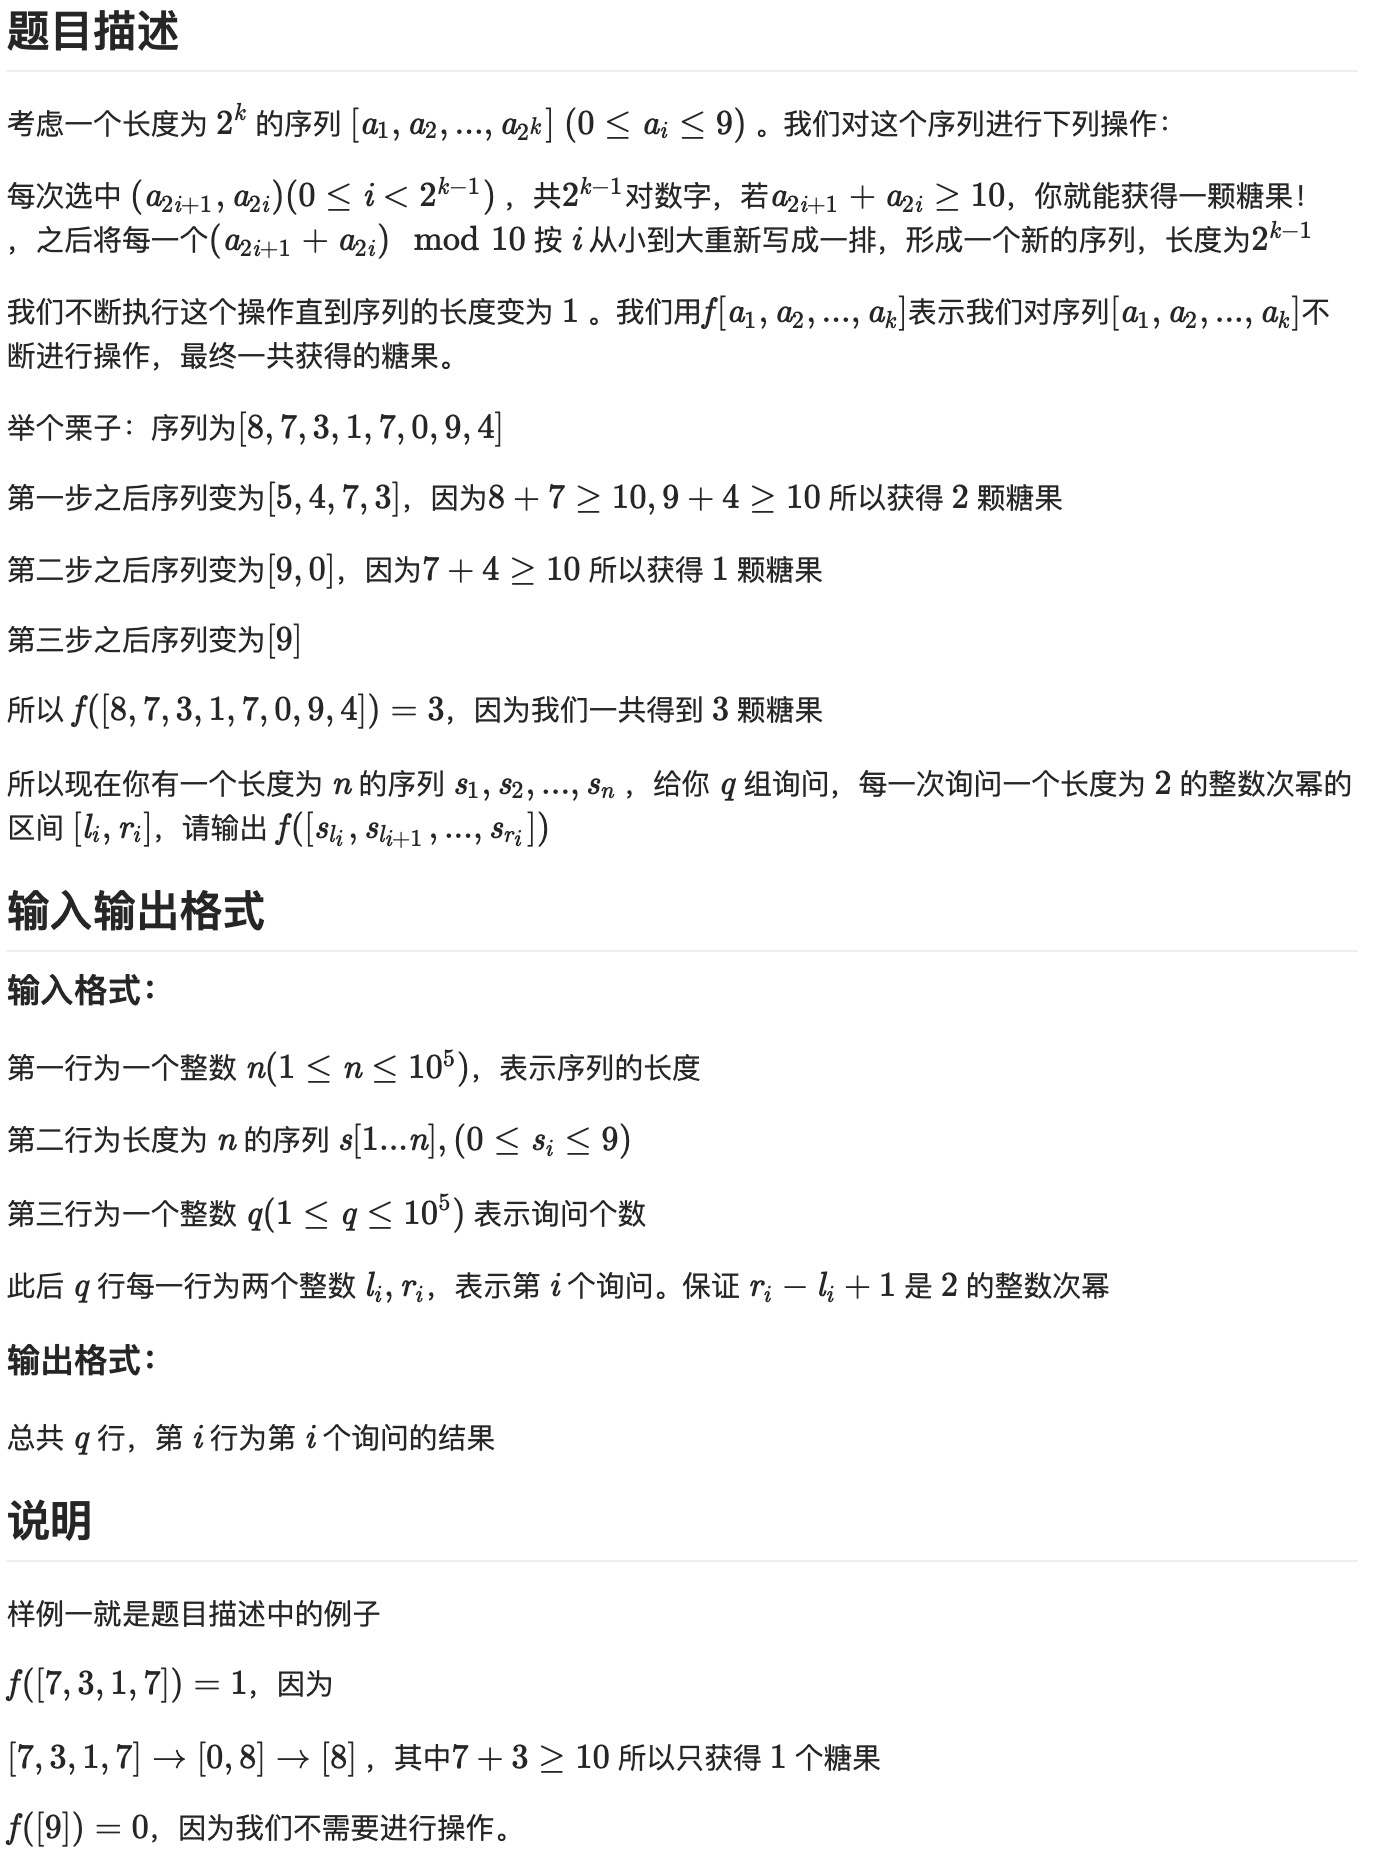 题目描述
考虑一个长度为 2^k 的序列 [a_1, a_2, ..., a_{2^k}] (0 ≤ a_i ≤ 9) 。我们对这个序列进行下列操作：
每次选中 (a_{2i+1}, a_{2i})(0 ≤ i < 2^{k−1}) ，共2^{k−1}对数字，若a_{2i+1} + a_{2i} ≥ 10，你就能获得一颗糖果！
，之后将每一个(a_{2i+1} + a_{2i}) mod 10 按 i 从小到大重新写成一排，形成一个新的序列，长度为2^{k−1}
我们不断执行这个操作直到序列的长度变为 1 。我们用f[a_1, a_2, ..., a_k]表示我们对序列[a_1, a_2, ..., a_k]不
断进行操作，最终一共获得的糖果。
举个栗子：序列为[8, 7, 3, 1, 7, 0, 9, 4]
第一步之后序列变为[5, 4, 7, 3]，因为8 + 7 ≥ 10, 9 + 4 ≥ 10 所以获得 2 颗糖果
第二步之后序列变为[9, 0]，因为7 + 4 ≥ 10 所以获得 1 颗糖果
第三步之后序列变为[9]
所以 f([8, 7, 3, 1, 7, 0, 9, 4]) = 3，因为我们一共得到 3 颗糖果
所以现在你有一个长度为 n 的序列 s_1, s_2, ..., s_n ，给你 q 组询问，每一次询问一个长度为 2 的整数次幂的
区间 [l_i, r_i]，请输出 f([s_{l_i}, s_{l_i+1}, ..., s_{r_i}])
输入输出格式
输入格式：
第一行为一个整数 n(1 ≤ n ≤ 10^5)，表示序列的长度
第二行为长度为 n 的序列 s[1...n], (0 ≤ s_i ≤ 9)
第三行为一个整数 q(1 ≤ q ≤ 10^5) 表示询问个数
此后 q 行每一行为两个整数 l_i, r_i，表示第 i 个询问。保证 r_i − l_i + 1 是 2 的整数次幂
输出格式：
总共 q 行，第 i 行为第 i 个询问的结果
说明
样例一就是题目描述中的例子
f([7, 3, 1, 7]) = 1，因为
[7, 3, 1, 7] → [0, 8] → [8] ，其中7 + 3 ≥ 10 所以只获得 1 个糖果
f([9]) = 0，因为我们不需要进行操作。